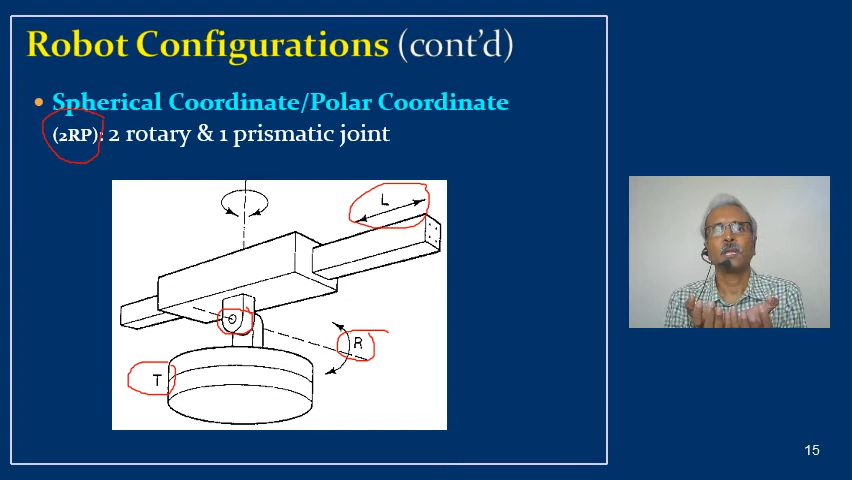 Robot Configurations (cont’d)
• Spherical Coordinate/Polar Coordinate
(2RP): 2 rotary & 1 prismatic joint
L
R
T
15